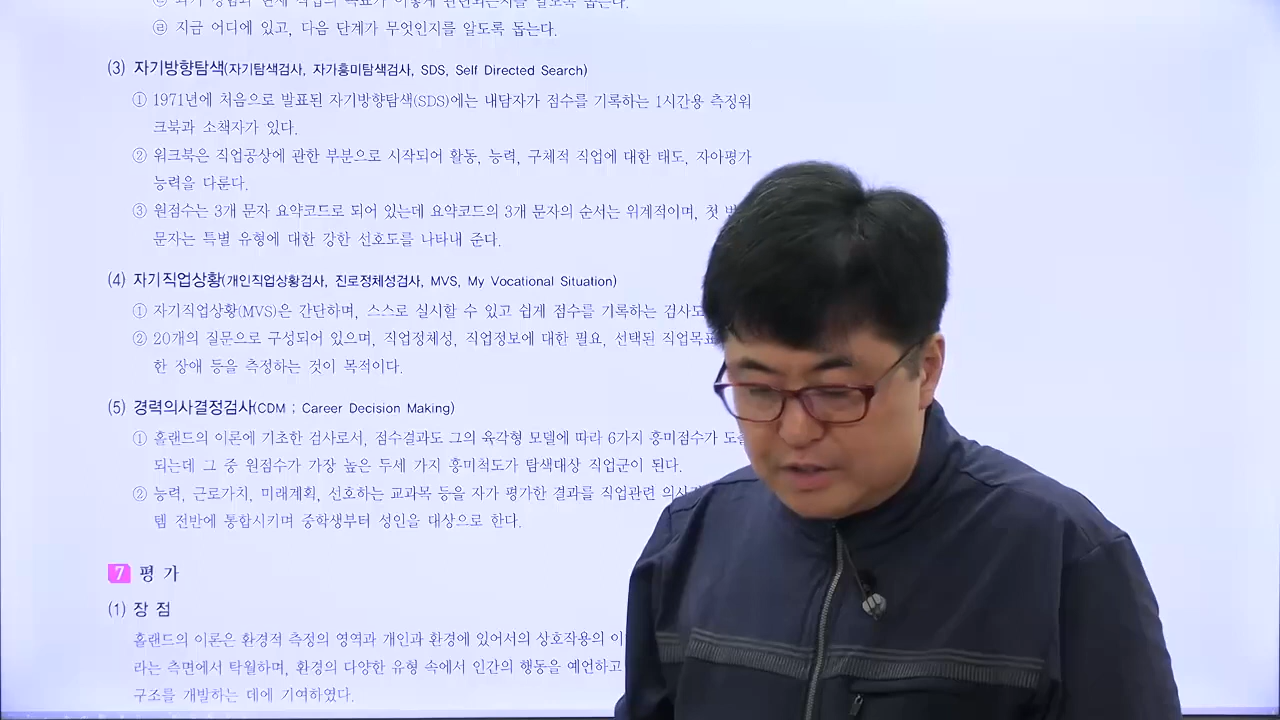 ㉣ 지금 어디에 있고, 다음 단계가 무엇인지를 알도록 돕는다.
(3) 자기방향탐색(자기탐색검사, 자가흥미탐색검사, SDS, Self Directed Search)
① 1971년에 처음으로 발표된 자기방향탐색(SDS)에는 내담자가 점수를 기록하는 1시간용 측정워
크북과 소책자가 있다.
② 워크북은 직업공상에 관한 부분으로 시작되어 활동, 능력, 구체적 직업에 대한 태도, 자아평가
능력을 다룬다.
③ 원점수는 3개 문자 요약코드로 되어 있는데 요약코드의 3개 문자의 순서는 위계적이며, 첫
문자는 특별 유형에 대한 강한 선호도를 나타내 준다.
(4) 자기직업상황(개인직업상황검사, 진로정체성검사, MVS, My Vocational Situation)
① 자기직업상황(MVS)은 간단하며, 스스로 실시할 수 있고 쉽게 점수를 기록하는 검사도
② 20개의 질문으로 구성되어 있으며, 직업정체성, 직업정보에 대한 필요, 선택된 직업목표
한 장애 등을 측정하는 것이 목적이다.
(5) 경력의사결정검사(CDM ; Career Decision Making)
① 홀랜드의 이론에 기초한 검사로서, 점수결과도 그의 육각형 모델에 따라 6가지 흥미점수가
되는데 그 중 원점수가 가장 높은 두세 가지 흥미척도가 탐색대상 직업군이 된다.
② 능력, 근로가치, 미래계획, 선호하는 교과목 등을 자가 평가한 결과를 직업관련
템 전반에 통합시키며 중학생부터 성인을 대상으로 한다.
7 평 가
(1) 장 점
홀랜드의 이론은 환경적 측정의 영역과 개인과 환경에 있어서의 상호작용의
라는 측면에서 탁월하며, 환경의 다양한 유형 속에서 인간의 행동을 예언하고
구조를 개발하는 데에 기여하였다.